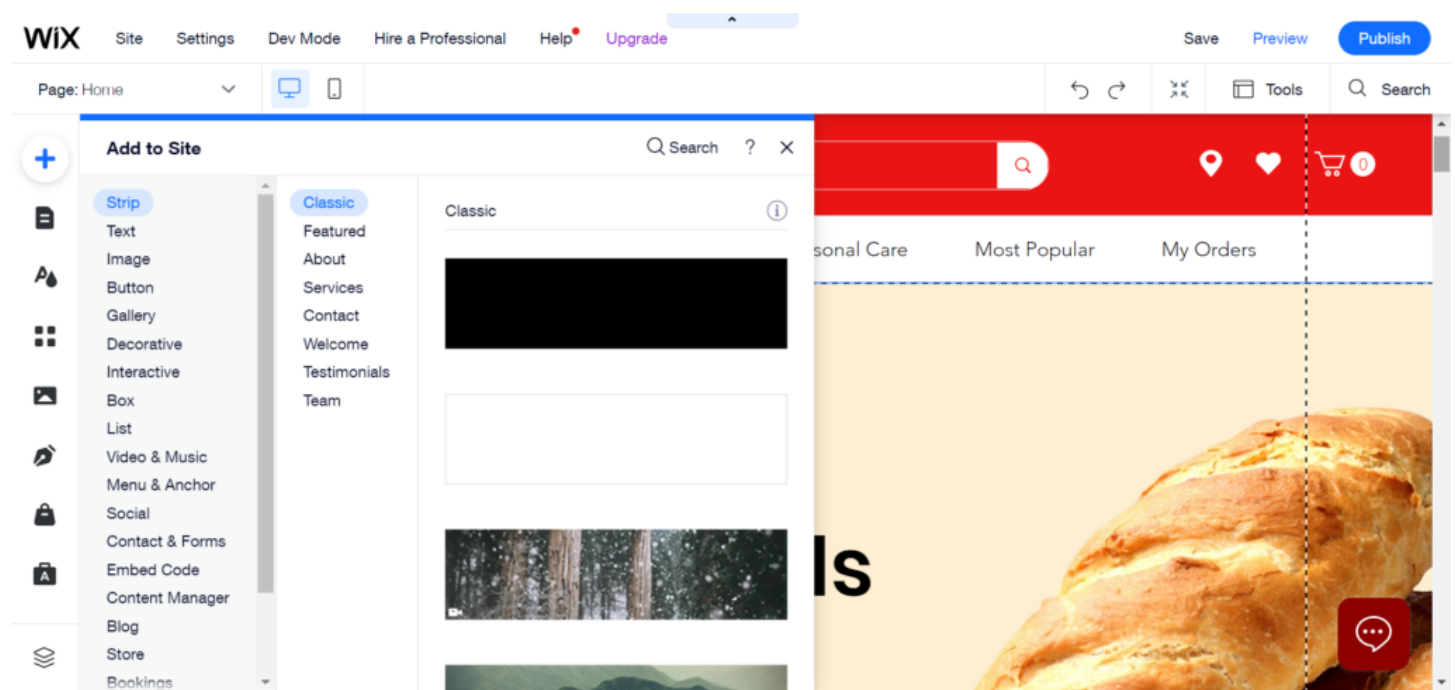 WiX Site Settings Dev Mode Hire a Professional Help Upgrade Save Preview Publish
Page: Home Tools Search
Add to Site Search ?
0
Strip
Text
Image
Button
Gallery
Decorative
Interactive
Box
List
Video & Music
Menu & Anchor
Social
Contact & Forms
Embed Code
Content Manager
Blog
Store
Bookings
Classic
Featured
About
Services
Contact
Welcome
Testimonials
Team
Classic
sonal Care Most Popular My Orders
ls
A